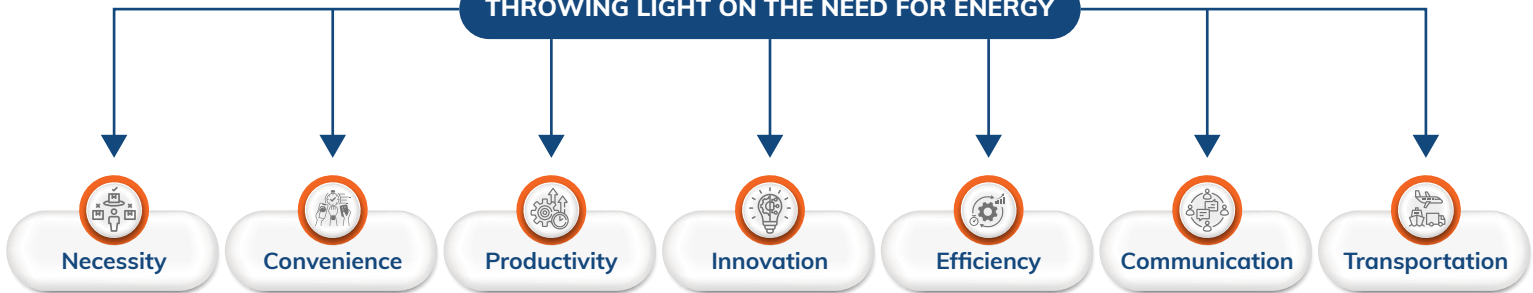 THROWING LIGHT ON THE NEED FOR ENERGY
Necessity
Convenience
Productivity
Innovation
Efficiency
Communication
Transportation